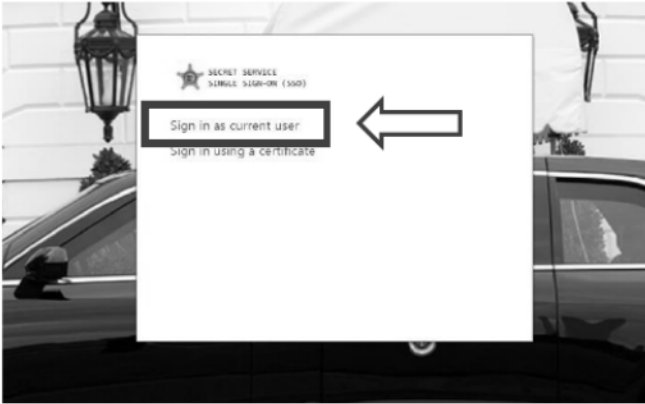 SECRET SERVICE
SINGLE SIGN-ON (SSO)
Sign in as current user
Sign in using a certificate